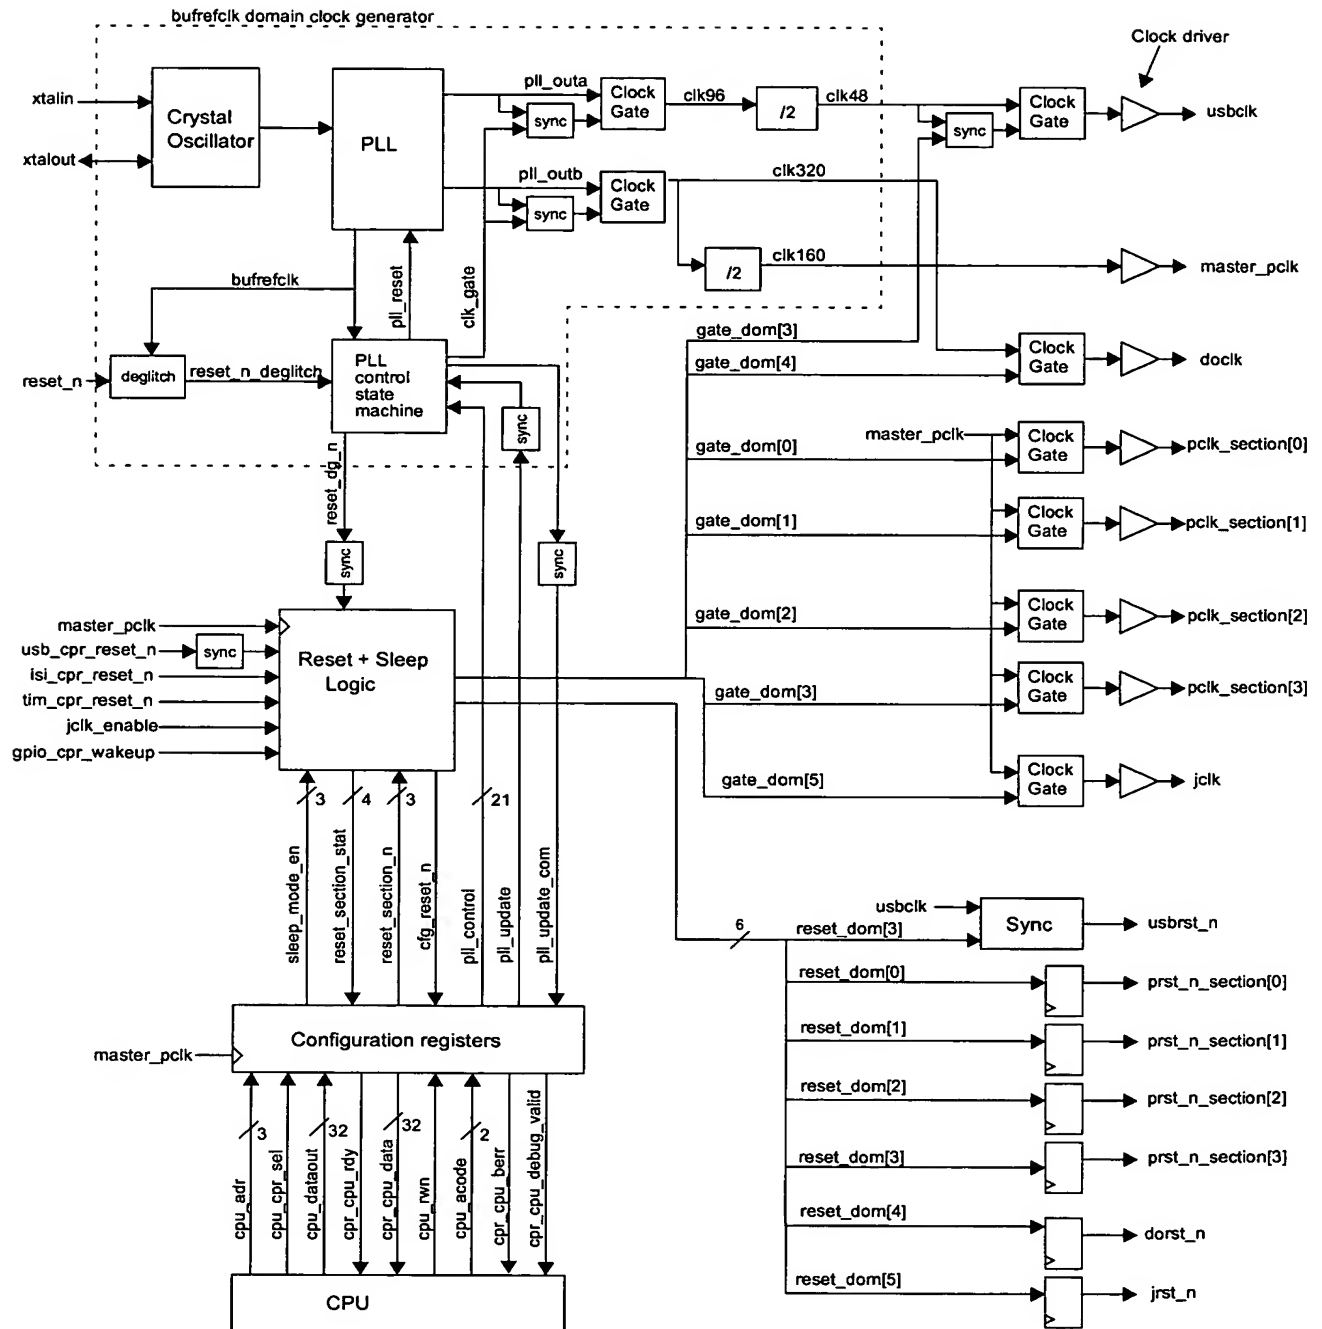 bufrefclk domain clock generator
Clock driver
xtalin
xtalout
Crystal
Oscillator
PLL
pll_outa
sync
Clock
Gate
clk96
/2
clk48
sync
Clock
Gate
usbclk
pll_outb
sync
Clock
Gate
clk320
/2
clk160
master_pclk
bufrefclk
pll_reset
clk_gate
reset_n
deglitch
reset_n_deglitch
PLL
control
state
machine
sync
gate_dom[3]
gate_dom[4]
Clock
Gate
doclk
reset_dg_n
sync
sync
master_pclk
gate_dom[0]
Clock
Gate
pclk_section[0]
gate_dom[1]
Clock
Gate
pclk_section[1]
gate_dom[2]
Clock
Gate
pclk_section[2]
gate_dom[3]
Clock
Gate
pclk_section[3]
gate_dom[5]
Clock
Gate
jclk
master_pclk
usb_cpr_reset_n
sync
isi_cpr_reset_n
tim_cpr_reset_n
jclk_enable
gpio_cpr_wakeup
Reset + Sleep
Logic
3
4
3
21
sleep_mode_en
reset_section_stat
reset_section_n
cfg_reset_n
pll_control
pll_update
pll_update_com
6
usbclk
reset_dom[3]
Sync
usbrst_n
reset_dom[0]
prst_n_section[0]
reset_dom[1]
prst_n_section[1]
reset_dom[2]
prst_n_section[2]
reset_dom[3]
prst_n_section[3]
reset_dom[4]
dorst_n
reset_dom[5]
jrst_n
master_pclk
Configuration registers
3
32
32
2
cpu_adr
cpu_cpr_sel
cpu_dataout
cpr_cpu_rdy
cpr_cpu_data
cpu_rwn
cpu_acode
cpr_cpu_berr
cpr_cpu_debug_valid
CPU